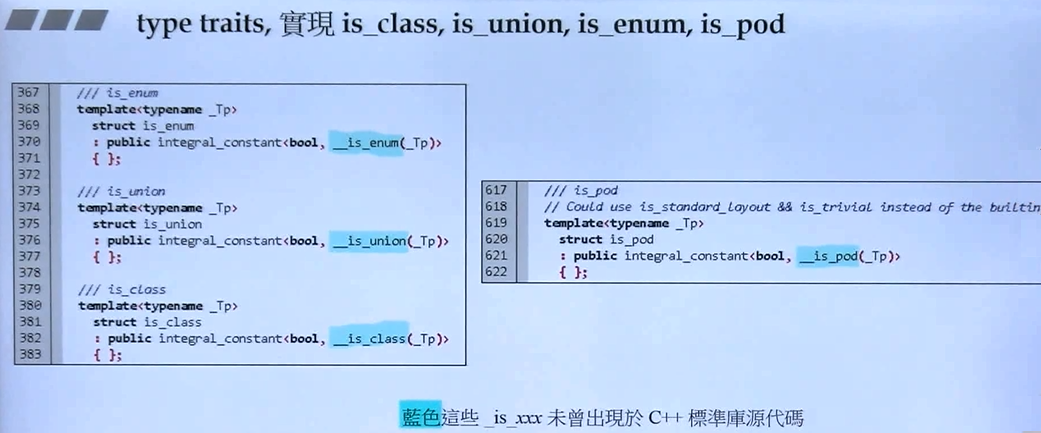 type traits, 實現 is_class, is_union, is_enum, is_pod
367 /// is_enum
368 template<typename _Tp>
369 struct is_enum
370 : public integral_constant<bool, __is_enum(_Tp)>
371 { };
372
373 /// is_union
374 template<typename _Tp>
375 struct is_union
376 : public integral_constant<bool, __is_union(_Tp)>
377 { };
378
379 /// is_class
380 template<typename _Tp>
381 struct is_class
382 : public integral_constant<bool, __is_class(_Tp)>
383 { };
617 /// is_pod
618 // Could use is_standard_layout && is_trivial instead of the builtin
619 template<typename _Tp>
620 struct is_pod
621 : public integral_constant<bool, __is_pod(_Tp)>
622 { };
藍色這些 _is_xxx 未曾出現於 C++ 標準庫源代碼